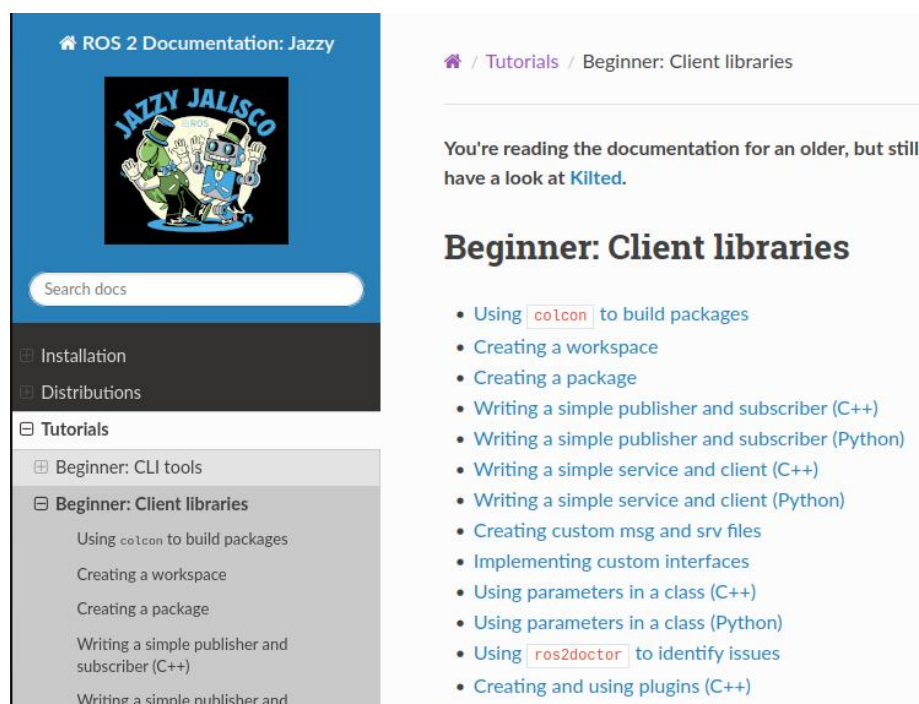 ROS 2 Documentation: Jazzy
JAZZY JALISCO
ROS
Search docs
Installation
Distributions
Tutorials
Beginner: CLI tools
Beginner: Client libraries
Using colcon to build packages
Creating a workspace
Creating a package
Writing a simple publisher and
subscriber (C++)
Writing a simple publisher and
/ Tutorials / Beginner: Client libraries
You're reading the documentation for an older, but still
have a look at Kilted.
Beginner: Client libraries
• Using colcon to build packages
• Creating a workspace
• Creating a package
• Writing a simple publisher and subscriber (C++)
• Writing a simple publisher and subscriber (Python)
• Writing a simple service and client (C++)
• Writing a simple service and client (Python)
• Creating custom msg and srv files
• Implementing custom interfaces
• Using parameters in a class (C++)
• Using parameters in a class (Python)
• Using ros2doctor to identify issues
• Creating and using plugins (C++)